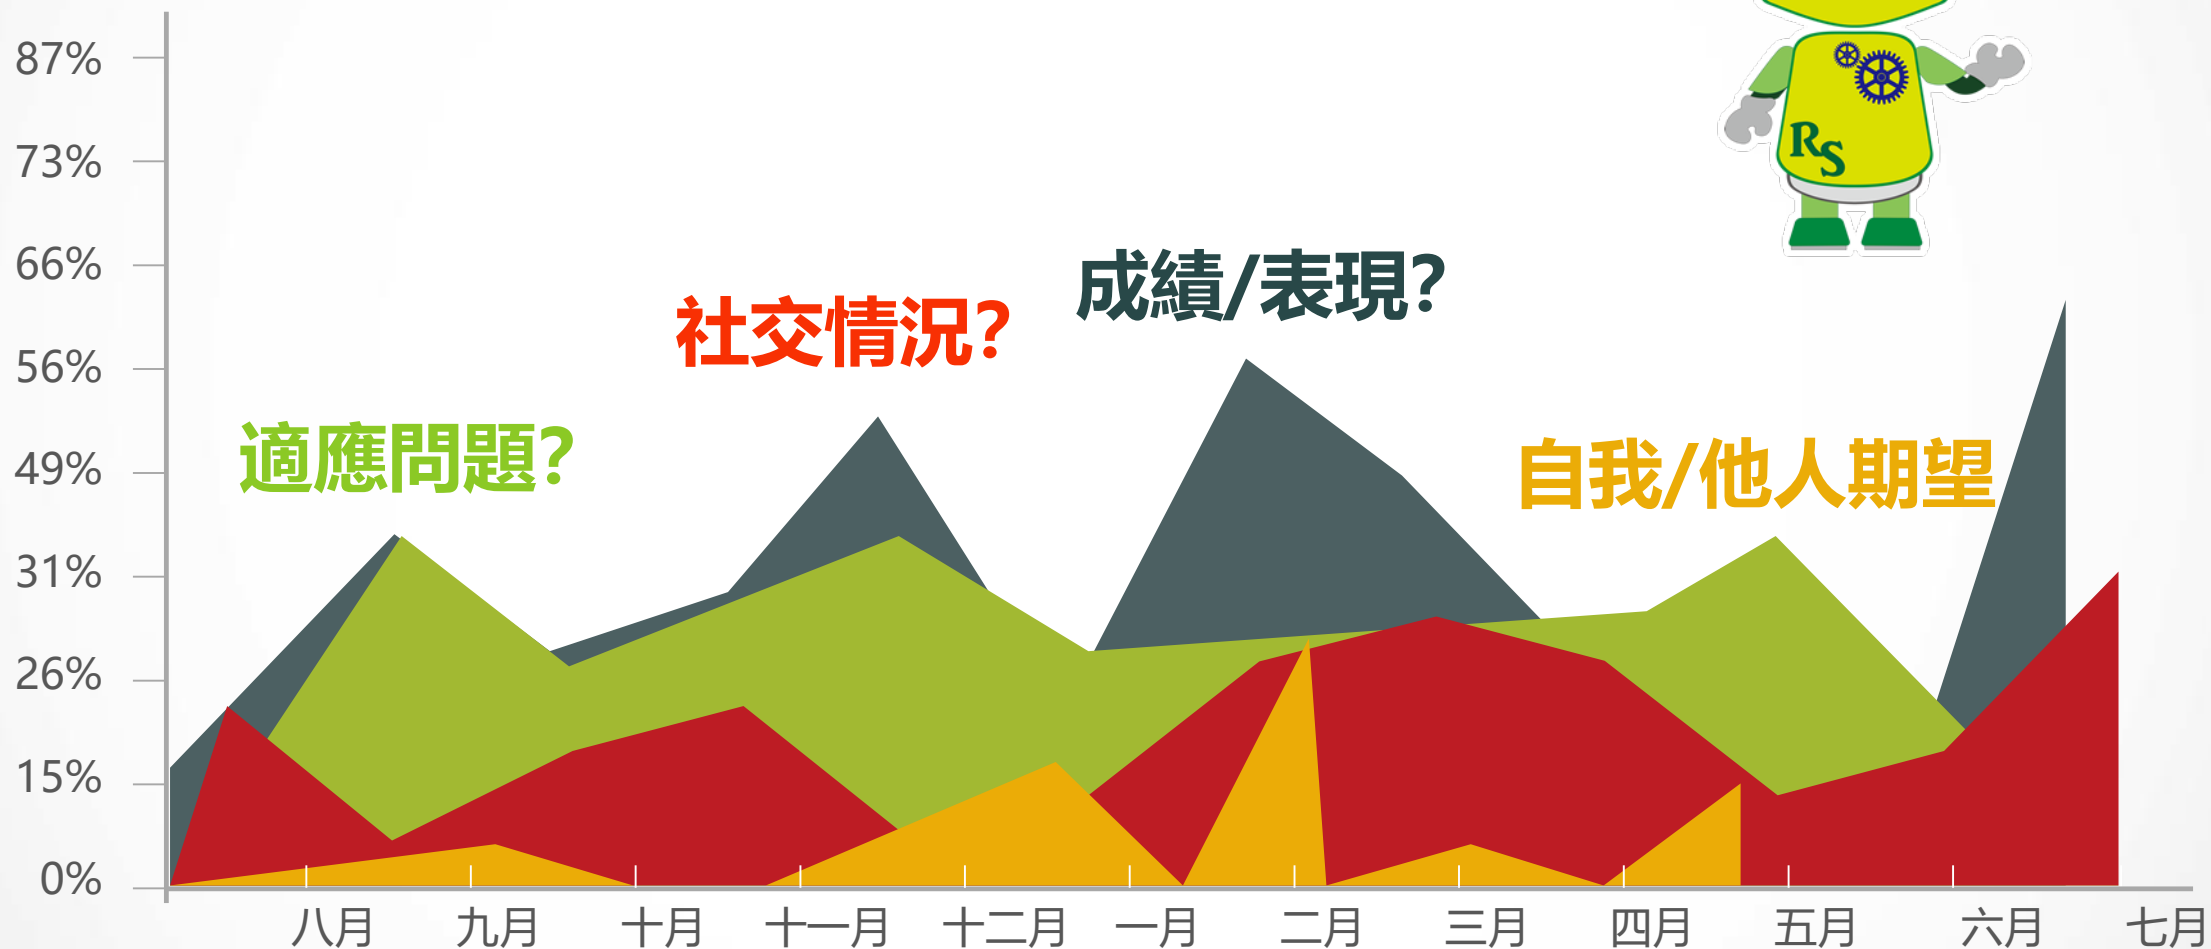 87%
73%
66%
56%
49%
31%
26%
15%
0%
RS
成績/表現?
社交情況?
適應問題?
自我/他人期望
八月 九月 十月 十一月 十二月 一月 二月 三月 四月 五月 六月 七月